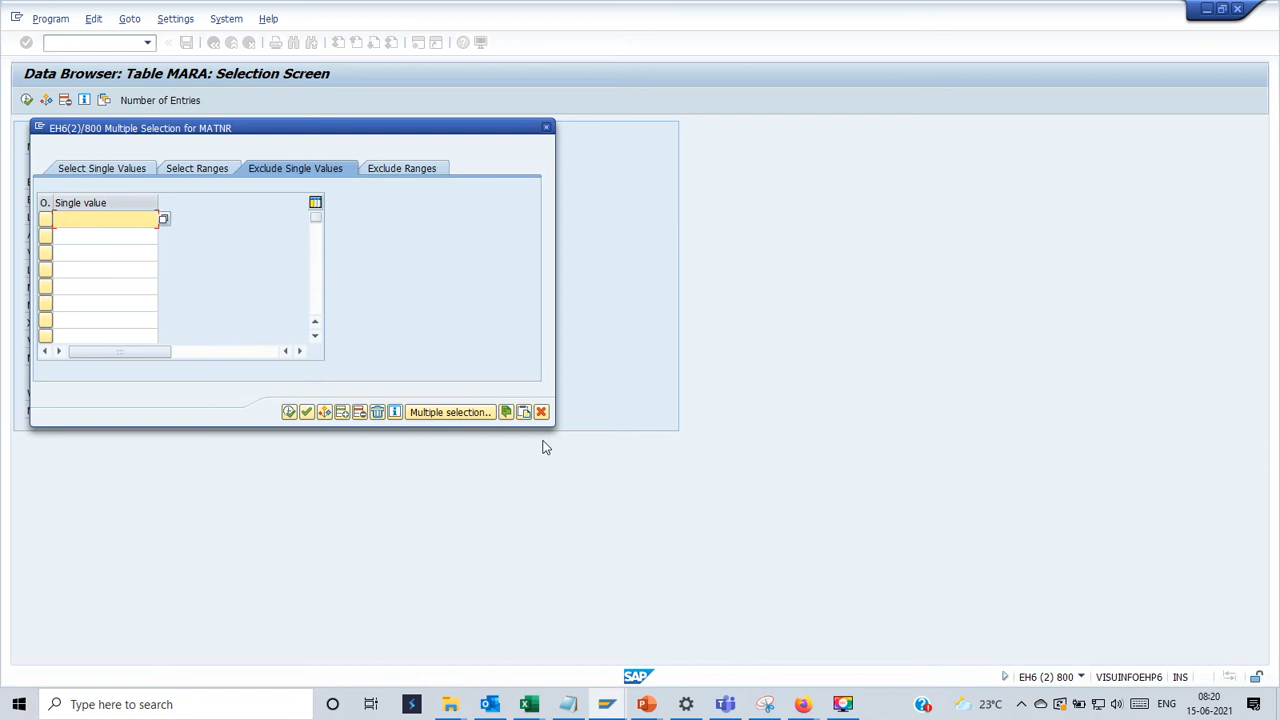 Program Edit Goto Settings System Help
Data Browser: Table MARA: Selection Screen
Number of Entries
EH6(2)/800 Multiple Selection for MATNR
Select Single Values Select Ranges Exclude Single Values Exclude Ranges
O. Single value
Multiple selection..
SAP
EH6 (2) 800 VISUINFOEHP6 INS
Type here to search
23°C ENG
08:20
15-06-2021